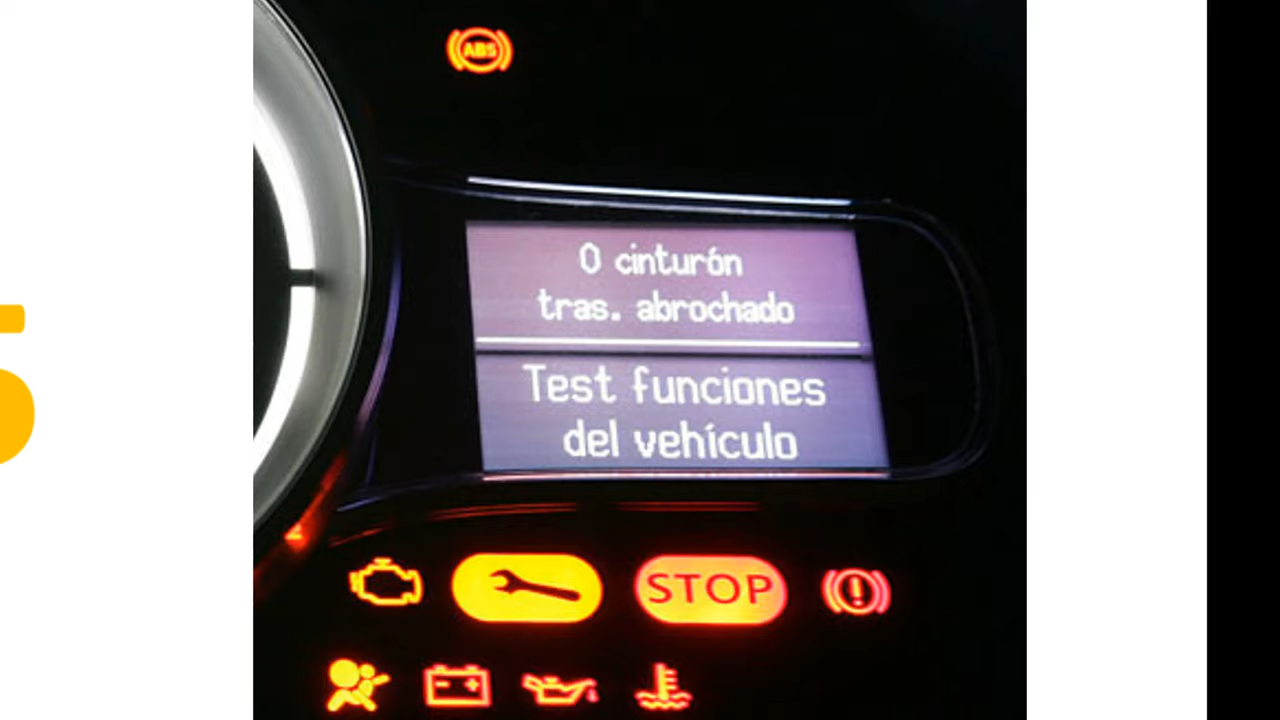 ABS
0 cinturón
tras. abrochado
Test funciones
del vehículo
STOP